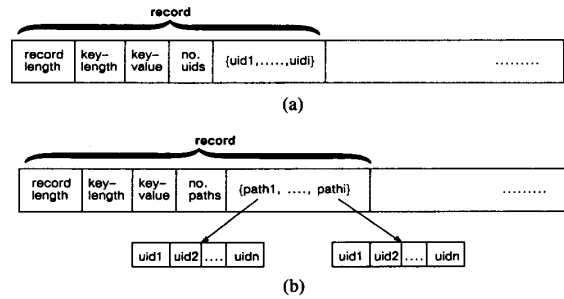 record
record length key– length key– value no. uids {uid1,.....,uidi} .........
(a)
record
record length key– length key– value no. paths {path1, ...., pathi} .........
uid1 uid2 .... uidn uid1 uid2 .... uidn
(b)